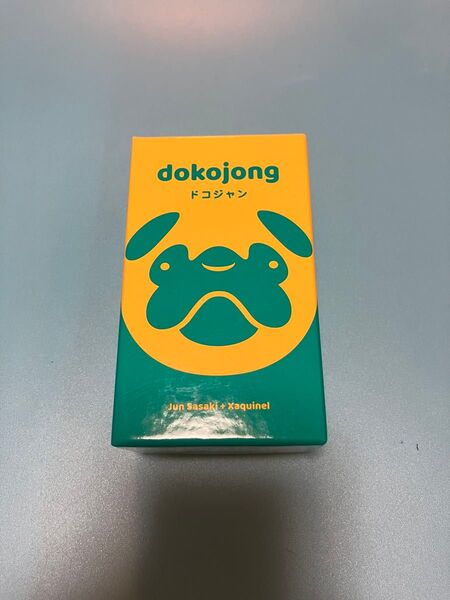 dokojong
ドコジャン
Jun Sasaki + Xaquinel